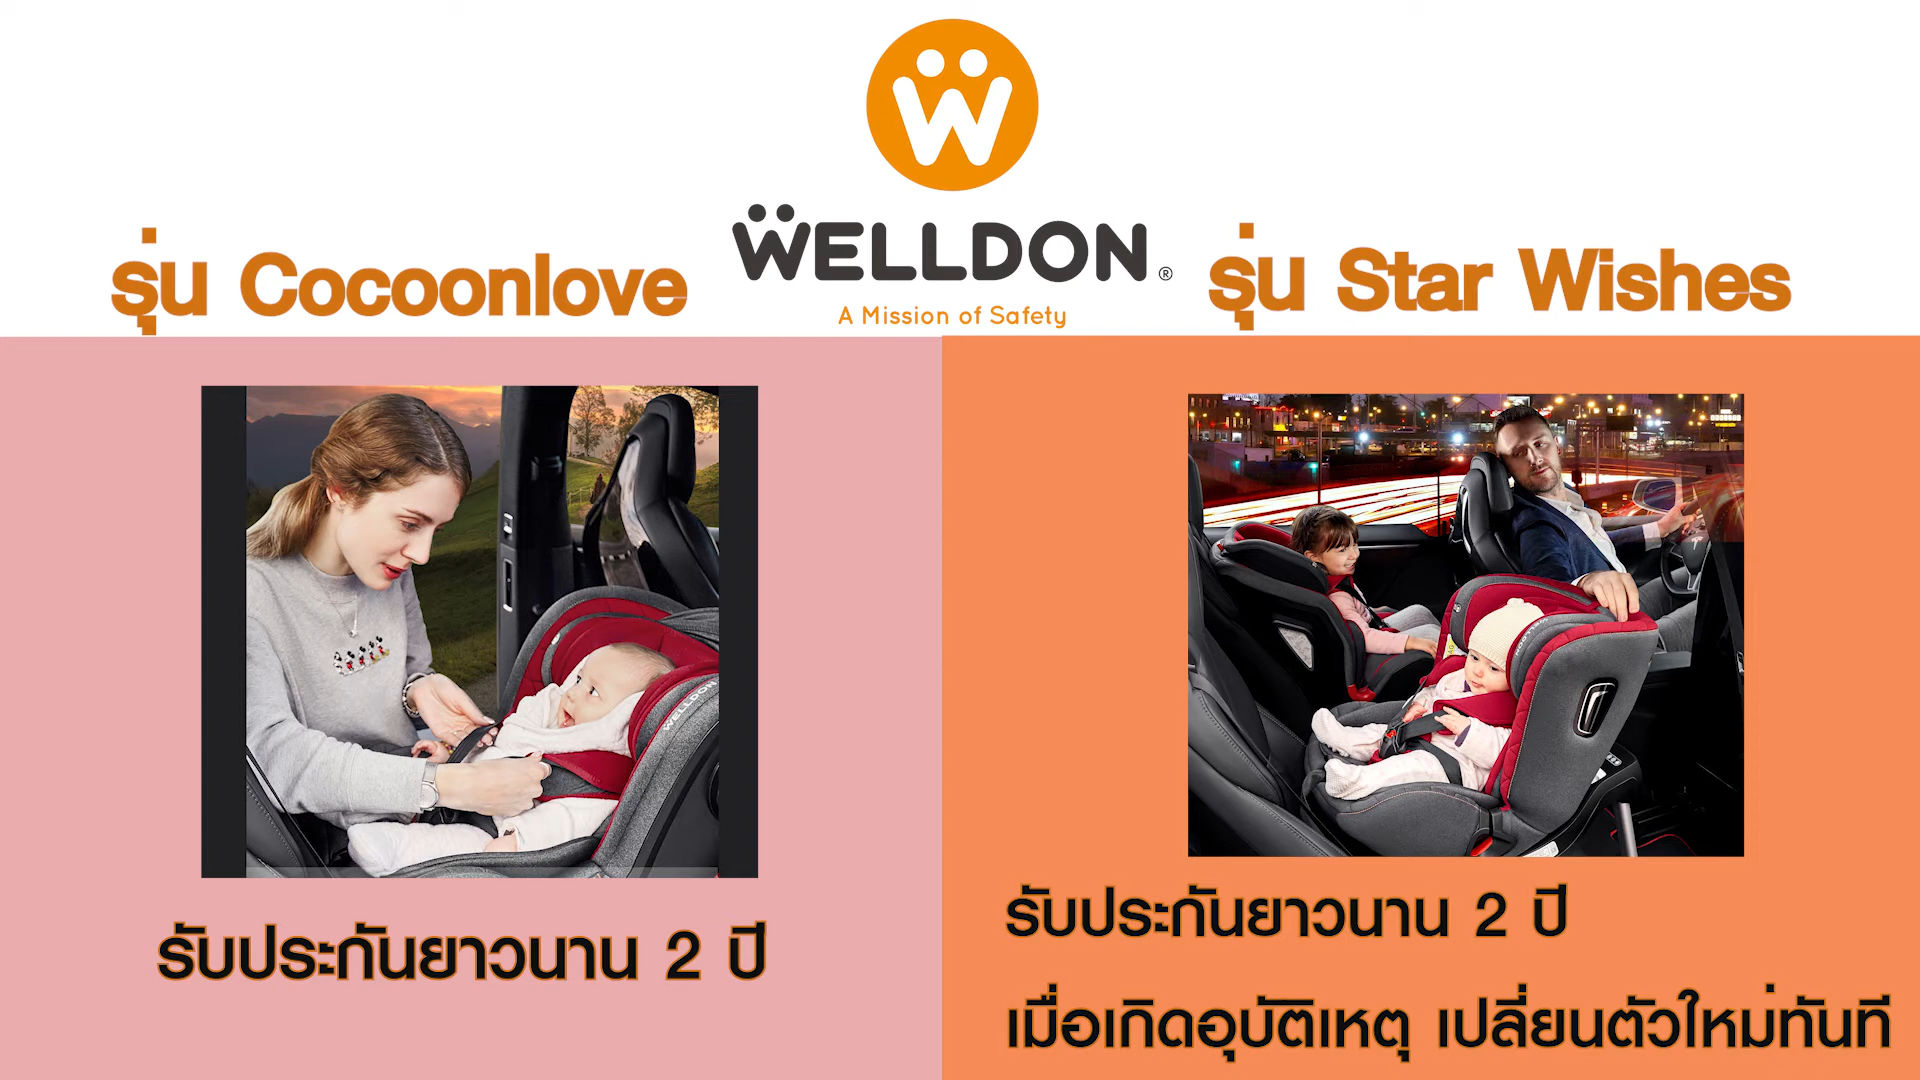 WELLDON®
A Mission of Safety
รุ่น Cocoonlove
รุ่น Star Wishes
WELLDON
WELLDON
รับประกันยาวนาน 2 ปี
รับประกันยาวนาน 2 ปี
เมื่อเกิดอุบัติเหตุ เปลี่ยนตัวใหม่ทันที